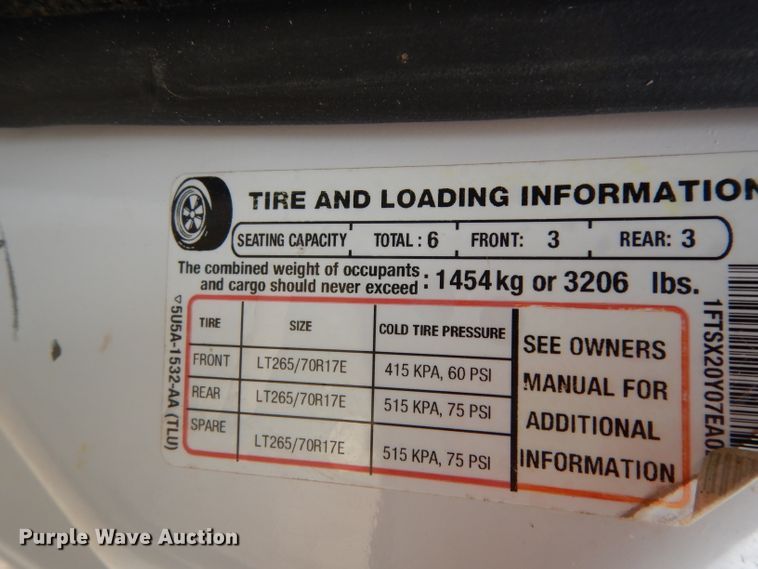 TIRE AND LOADING INFORMATION
SEATING CAPACITY TOTAL : 6 FRONT: 3 REAR: 3
The combined weight of occupants
and cargo should never exceed : 1454kg or 3206 lbs.
TIRE SIZE COLD TIRE PRESSURE
FRONT LT265/70R17E 415 KPA, 60 PSI
REAR LT265/70R17E 515 KPA, 75 PSI
SPARE LT265/70R17E 515 KPA, 75 PSI
SEE OWNERS
MANUAL FOR
ADDITIONAL
INFORMATION
5U5A-1532-AA (TLU)
1FTSX20Y07EA0
Purple Wave Auction